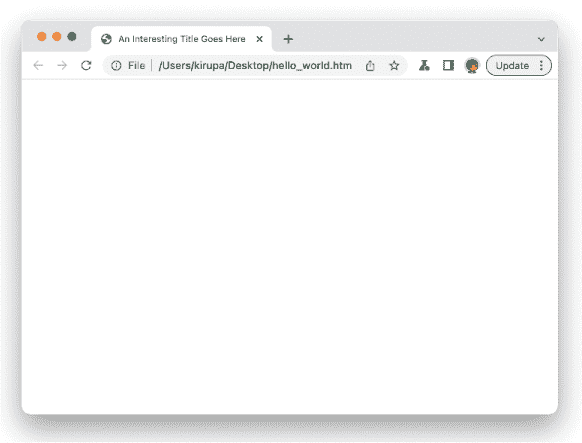 An Interesting Title Goes Here
File /Users/kirupa/Desktop/hello_world.htm
Update